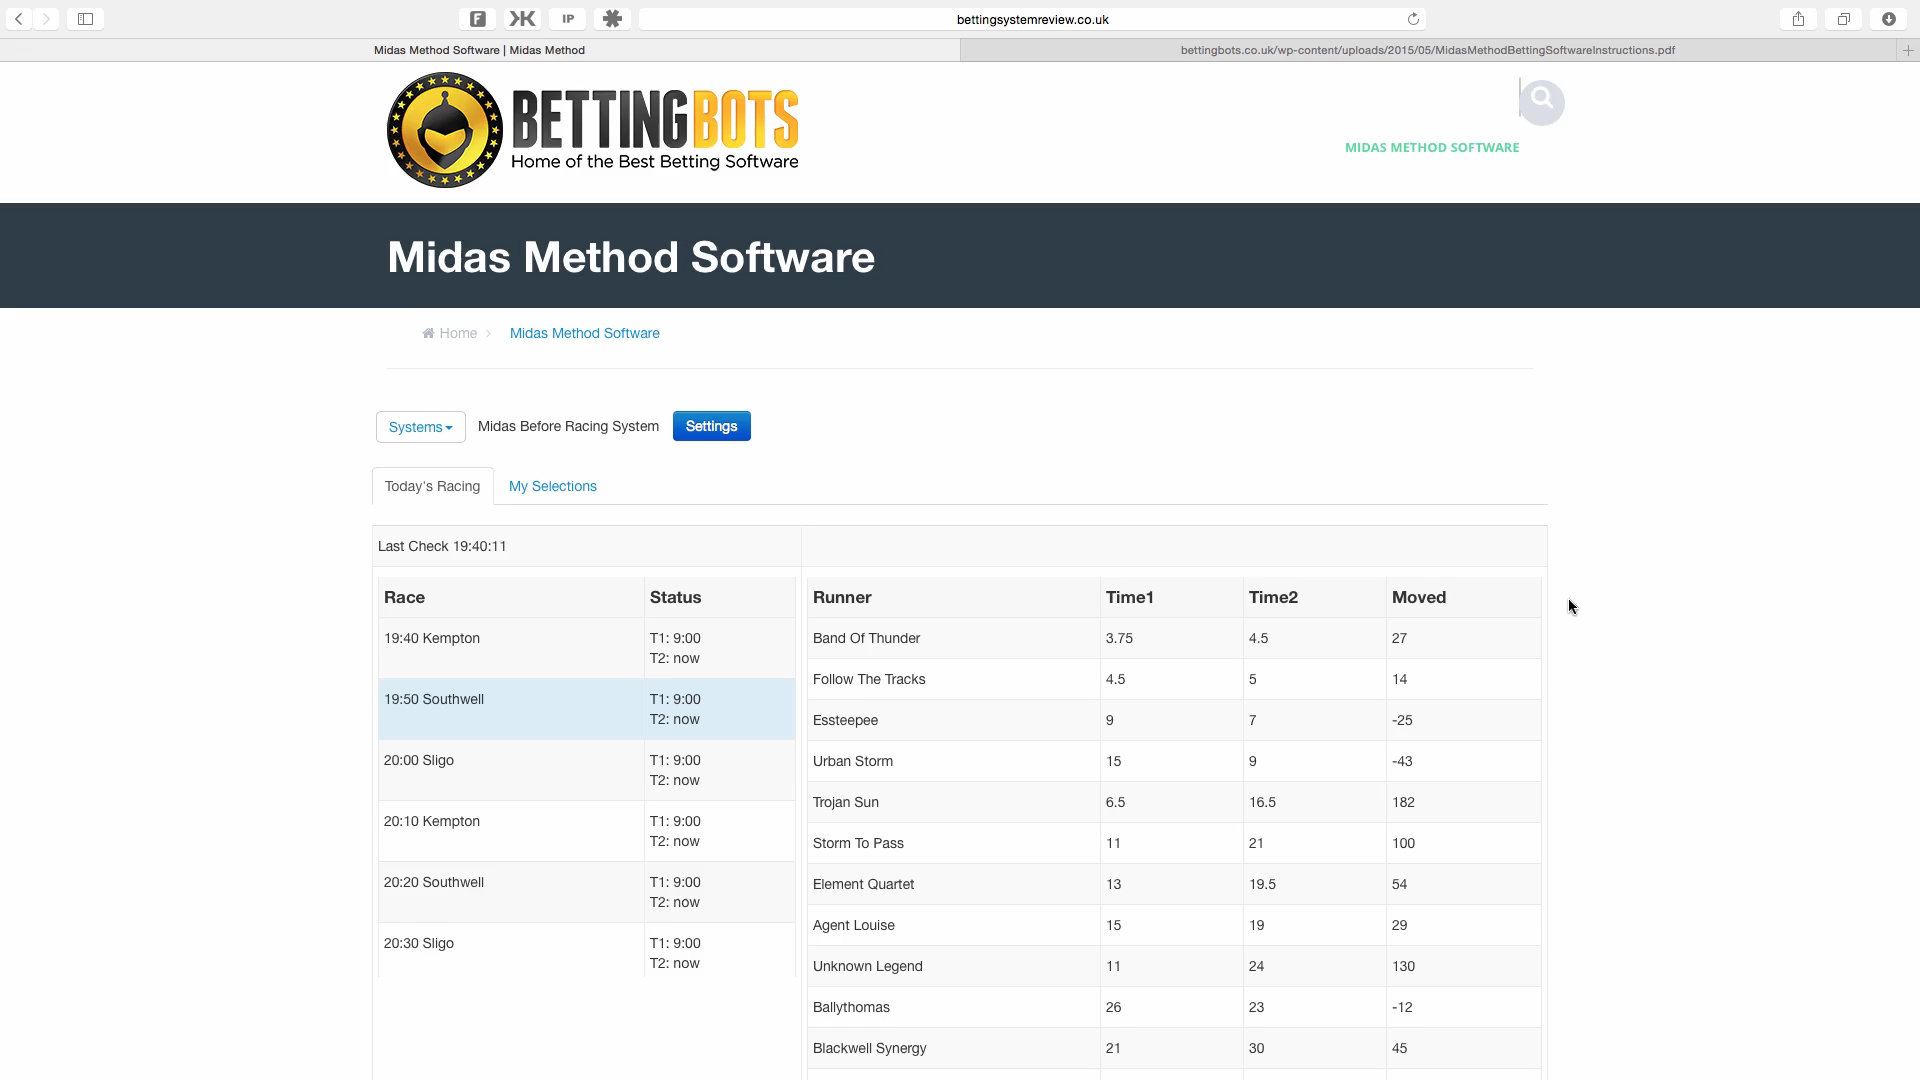 F
IP
bettingsystemreview.co.uk
Midas Method Software | Midas Method
bettingbots.co.uk/wp-content/uploads/2015/05/MidasMethodBettingSoftwareInstructions.pdf
BETTINGBOTS
Home of the Best Betting Software
MIDAS METHOD SOFTWARE
Midas Method Software
Home
Midas Method Software
Systems
Midas Before Racing System
Settings
Today's Racing
My Selections
Last Check 19:40:11
Race Status
19:40 Kempton T1: 9:00
T2: now
19:50 Southwell T1: 9:00
T2: now
20:00 Sligo T1: 9:00
T2: now
20:10 Kempton T1: 9:00
T2: now
20:20 Southwell T1: 9:00
T2: now
20:30 Sligo T1: 9:00
T2: now
Runner Time1 Time2 Moved
Band Of Thunder 3.75 4.5 27
Follow The Tracks 4.5 5 14
Essteepee 9 7 -25
Urban Storm 15 9 -43
Trojan Sun 6.5 16.5 182
Storm To Pass 11 21 100
Element Quartet 13 19.5 54
Agent Louise 15 19 29
Unknown Legend 11 24 130
Ballythomas 26 23 -12
Blackwell Synergy 21 30 45